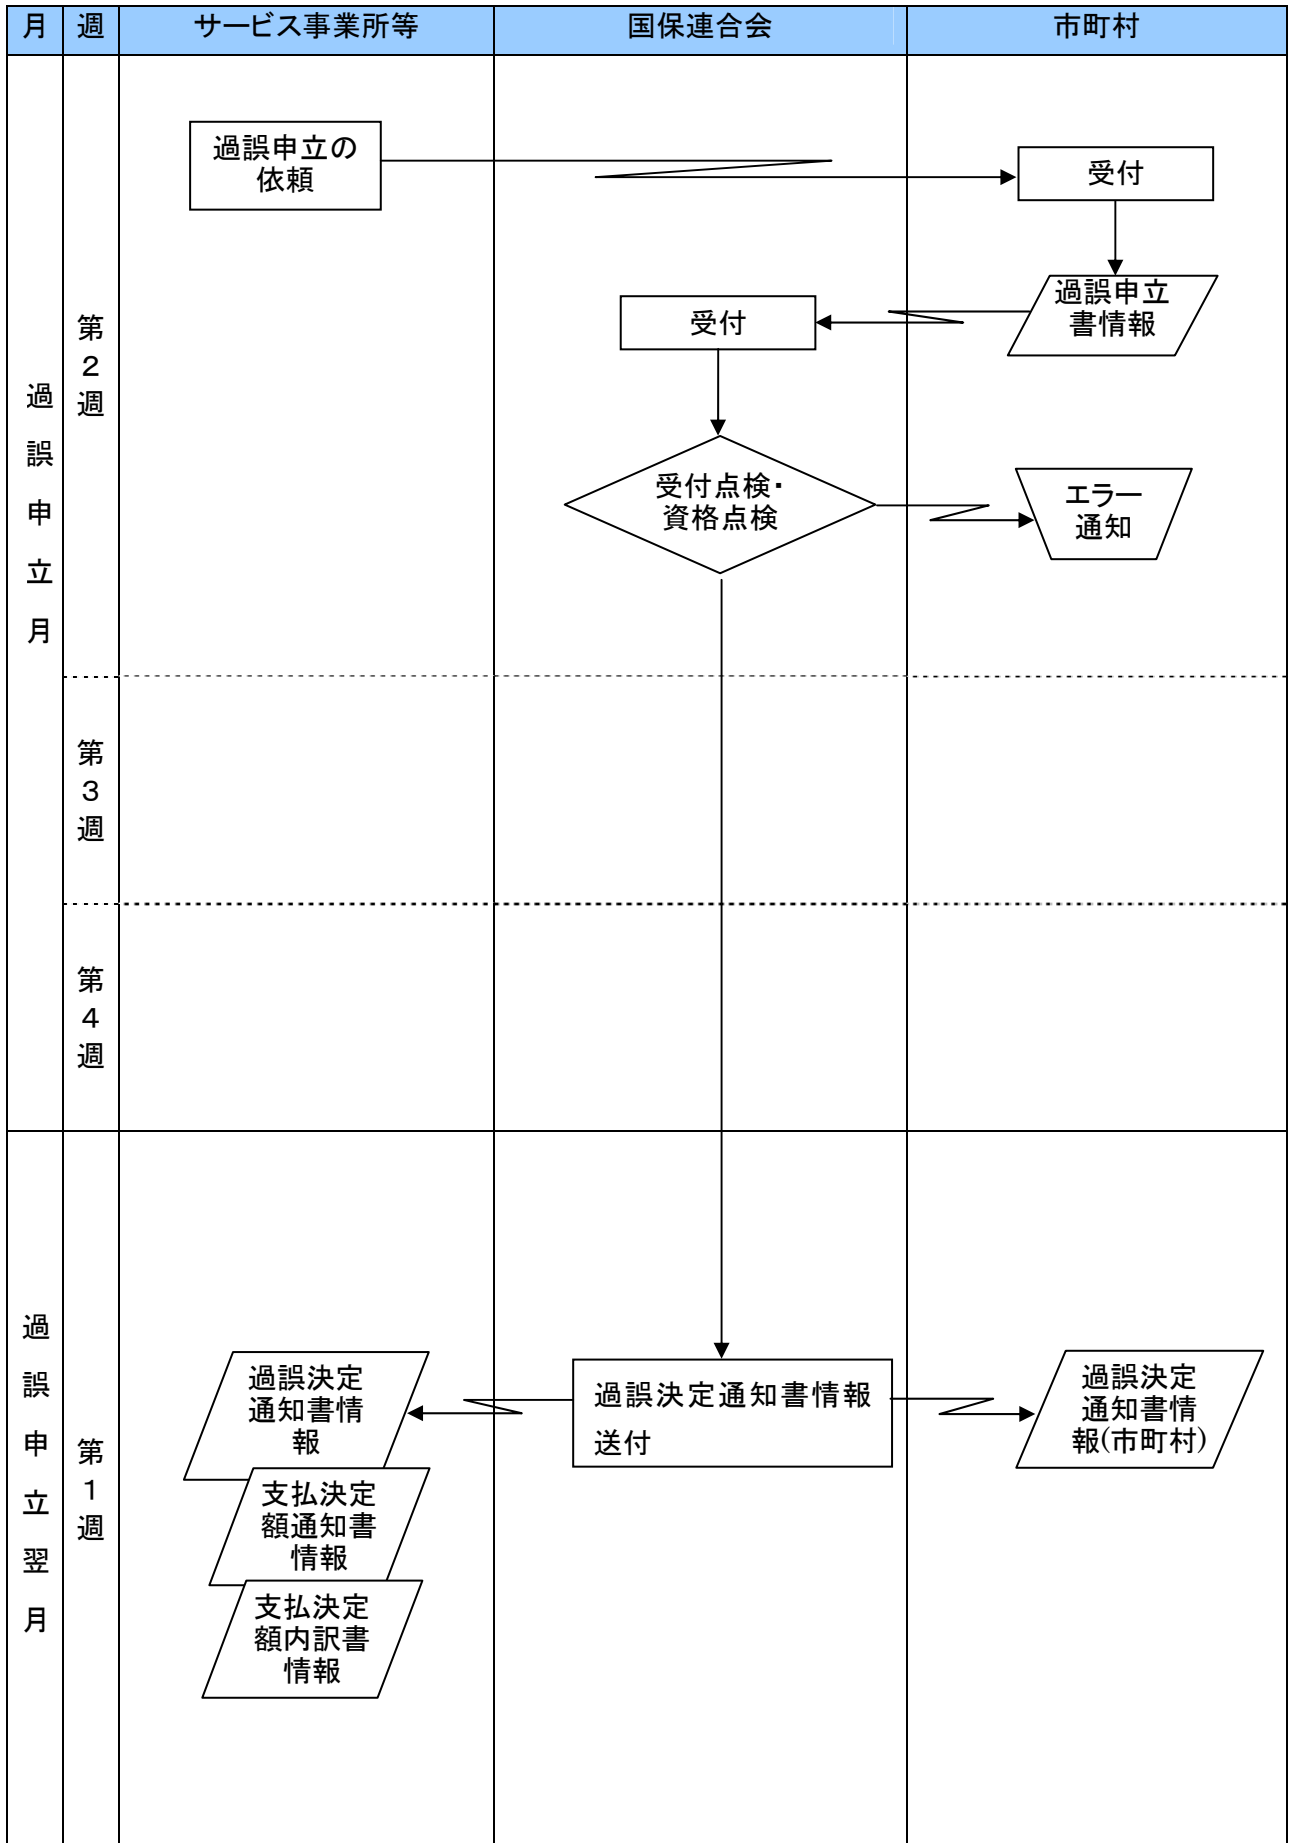 月
週
サービス事業所等
国保連合会
市町村
過誤申立月
第2週
過誤申立の
依頼
受付
過誤申立
書情報
受付
受付点検・
資格点検
エラー
通知
第3週
第4週
過誤申立翌月
第1週
過誤決定
通知書情
報
支払決定
額通知書
情報
支払決定
額内訳書
情報
過誤決定通知書情報
送付
過誤決定
通知書情
報(市町村)